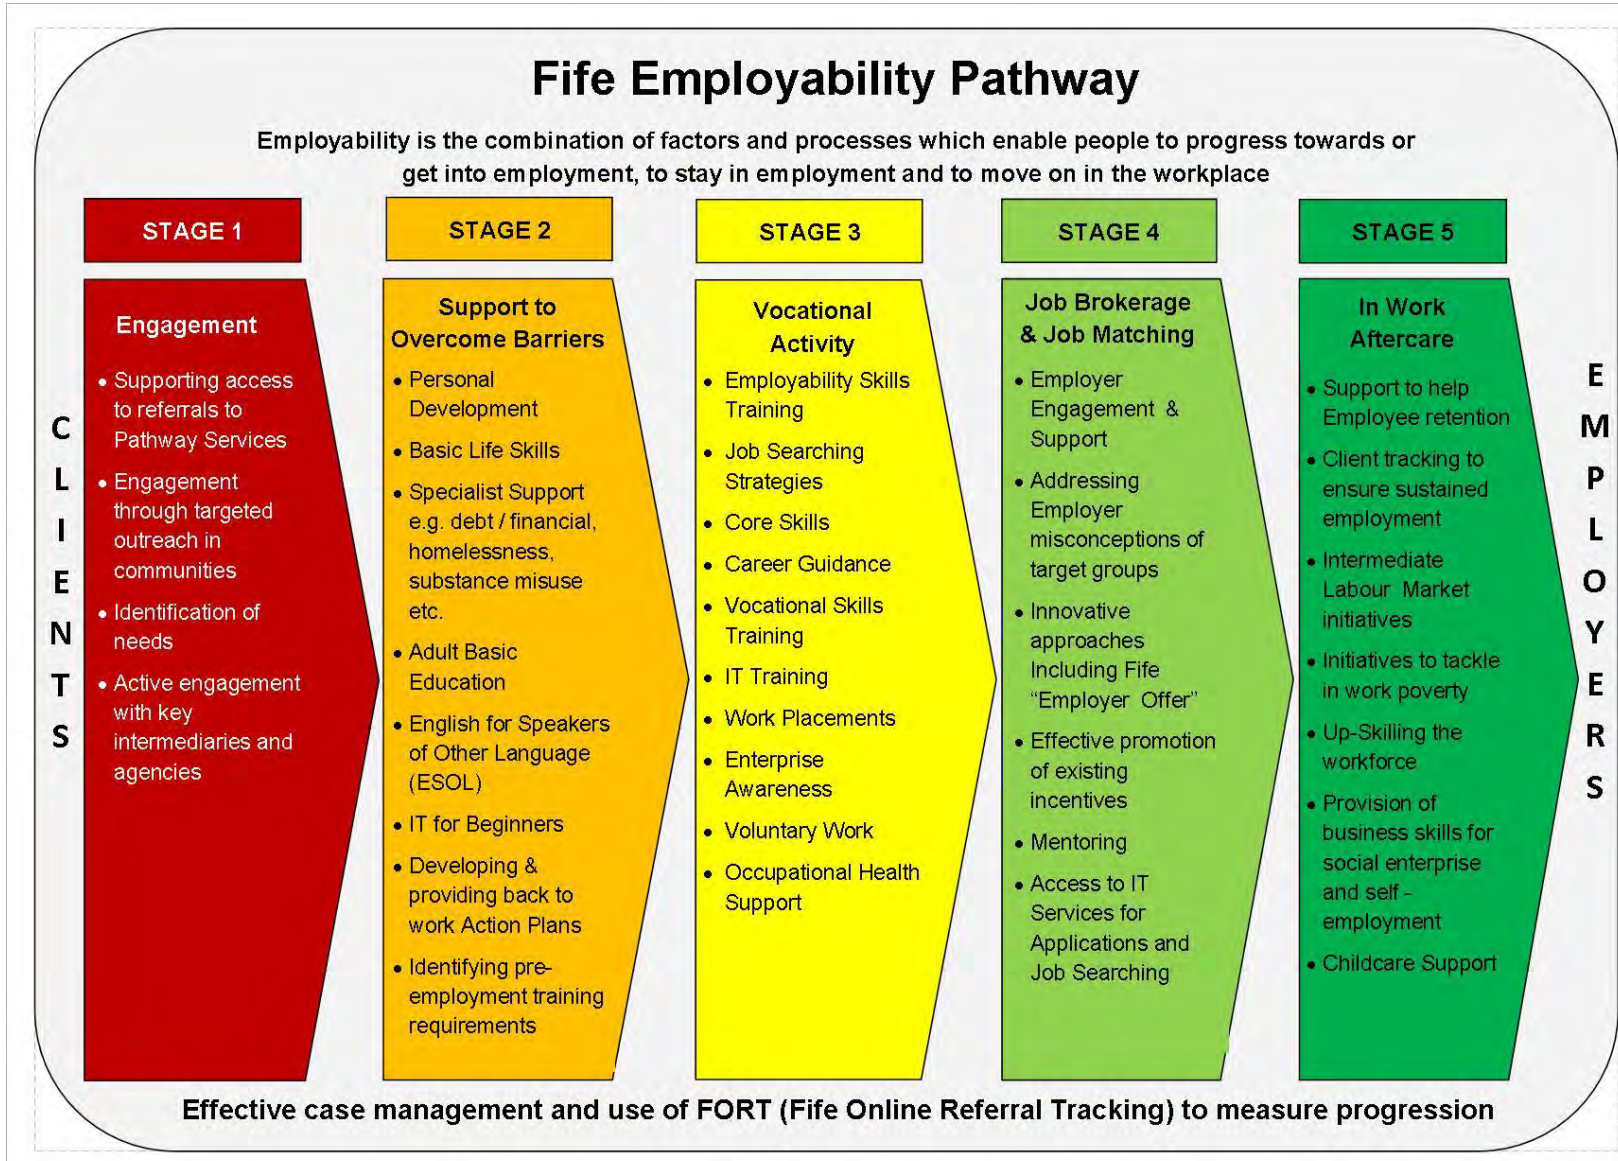 Fife Employability Pathway
Employability is the combination of factors and processes which enable people to progress towards or
get into employment, to stay in employment and to move on in the workplace
CLIENTS
STAGE 1
Engagement
• Supporting access
to referrals to
Pathway Services
• Engagement
through targeted
outreach in
communities
• Identification of
needs
• Active engagement
with key
intermediaries and
agencies
STAGE 2
Support to
Overcome Barriers
• Personal
Development
• Basic Life Skills
• Specialist Support
e.g. debt / financial,
homelessness,
substance misuse
etc.
• Adult Basic
Education
• English for Speakers
of Other Language
(ESOL)
• IT for Beginners
• Developing &
providing back to
work Action Plans
• Identifying pre-
employment training
requirements
STAGE 3
Vocational
Activity
• Employability Skills
Training
• Job Searching
Strategies
• Core Skills
• Career Guidance
• Vocational Skills
Training
• IT Training
• Work Placements
• Enterprise
Awareness
• Voluntary Work
• Occupational Health
Support
STAGE 4
Job Brokerage
& Job Matching
• Employer
Engagement &
Support
• Addressing
Employer
misconceptions of
target groups
• Innovative
approaches
Including Fife
“Employer Offer”
• Effective promotion
of existing
incentives
• Mentoring
• Access to IT
Services for
Applications and
Job Searching
STAGE 5
In Work
Aftercare
• Support to help
Employee retention
• Client tracking to
ensure sustained
employment
• Intermediate
Labour Market
initiatives
• Initiatives to tackle
in work poverty
• Up-Skilling the
workforce
• Provision of
business skills for
social enterprise
and self -
employment
• Childcare Support
EMPLOYERS
Effective case management and use of FORT (Fife Online Referral Tracking) to measure progression